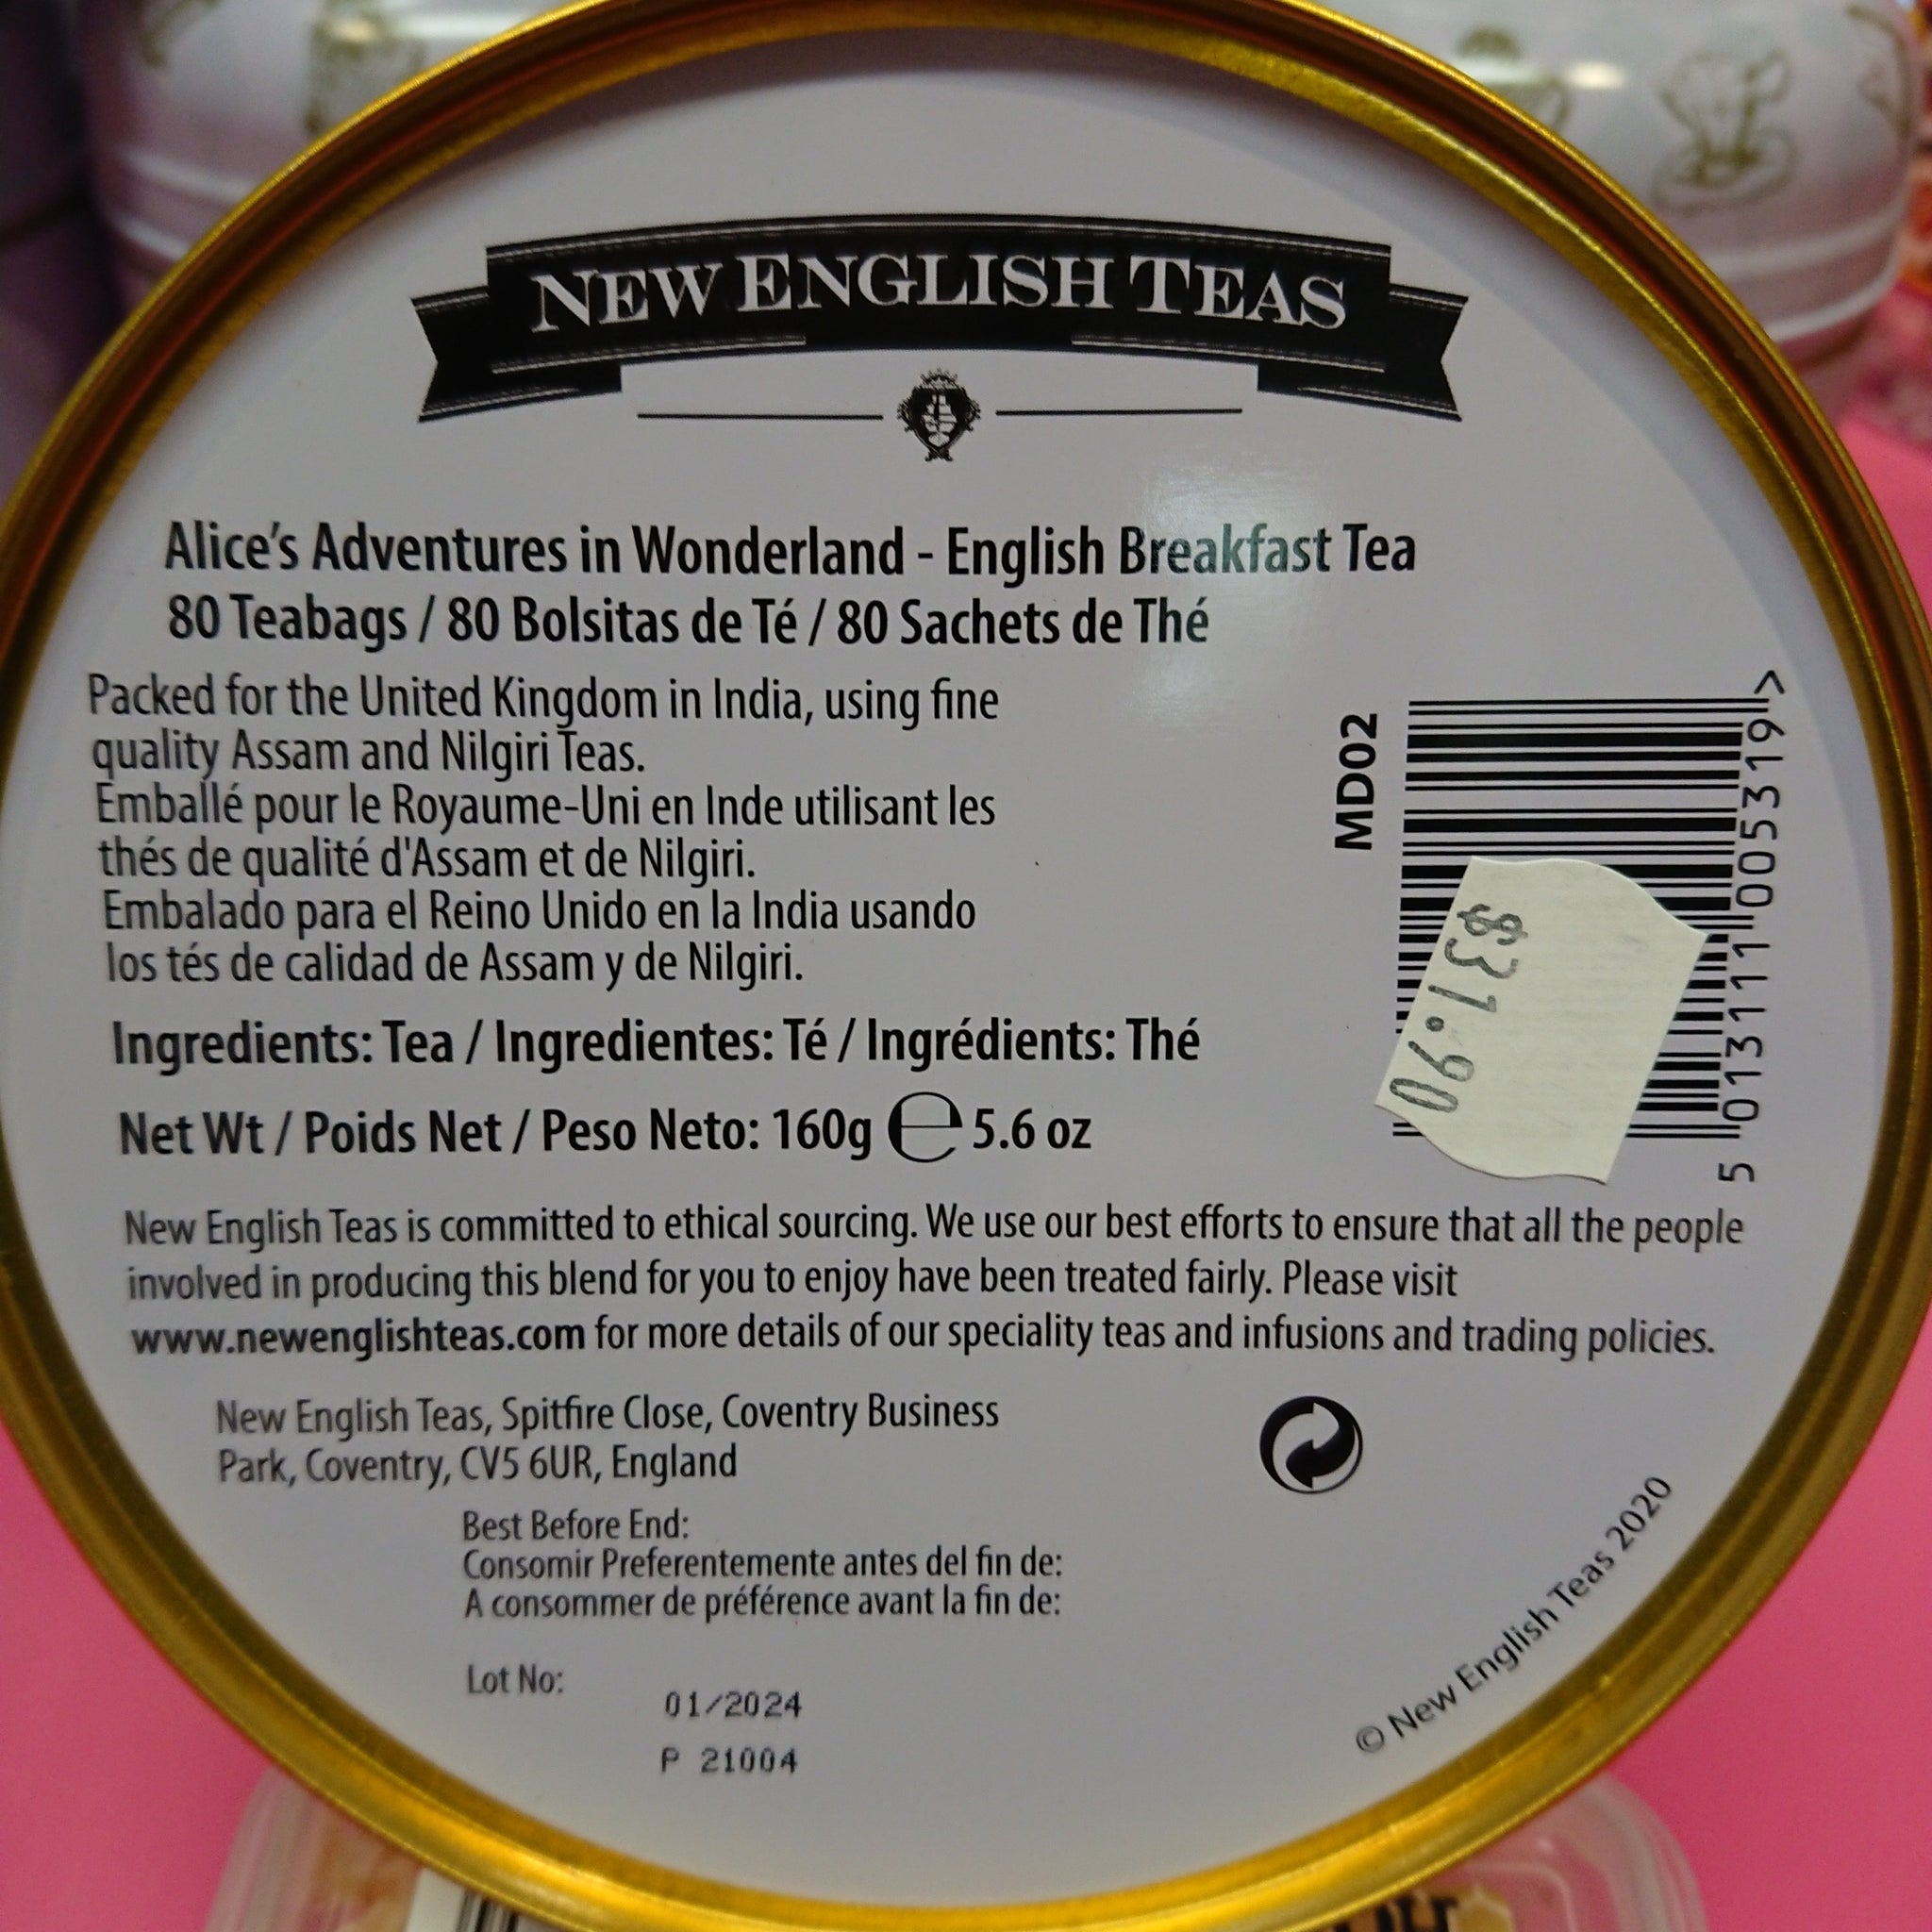 NEW ENGLISH TEAS
Alice's Adventures in Wonderland - English Breakfast Tea
80 Teabags / 80 Bolsitas de Té / 80 Sachets de Thé
Packed for the United Kingdom in India, using fine
quality Assam and Nilgiri Teas.
Emballé pour le Royaume-Uni en Inde utilisant les
thés de qualité d'Assam et de Nilgiri.
Embalado para el Reino Unido en la India usando
los tés de calidad de Assam y de Nilgiri.
MD02
5 013111 005319 >
$31.90
Ingredients: Tea / Ingredientes: Té / Ingrédients: Thé
Net Wt / Poids Net / Peso Neto: 160g e 5.6 oz
New English Teas is committed to ethical sourcing. We use our best efforts to ensure that all the people
involved in producing this blend for you to enjoy have been treated fairly. Please visit
www.newenglishteas.com for more details of our speciality teas and infusions and trading policies.
New English Teas, Spitfire Close, Coventry Business
Park, Coventry, CV5 6UR, England
Best Before End:
Consomir Preferentemente antes del fin de:
A consommer de préférence avant la fin de:
Lot No:
01/2024
P 21004
© New English Teas 2020